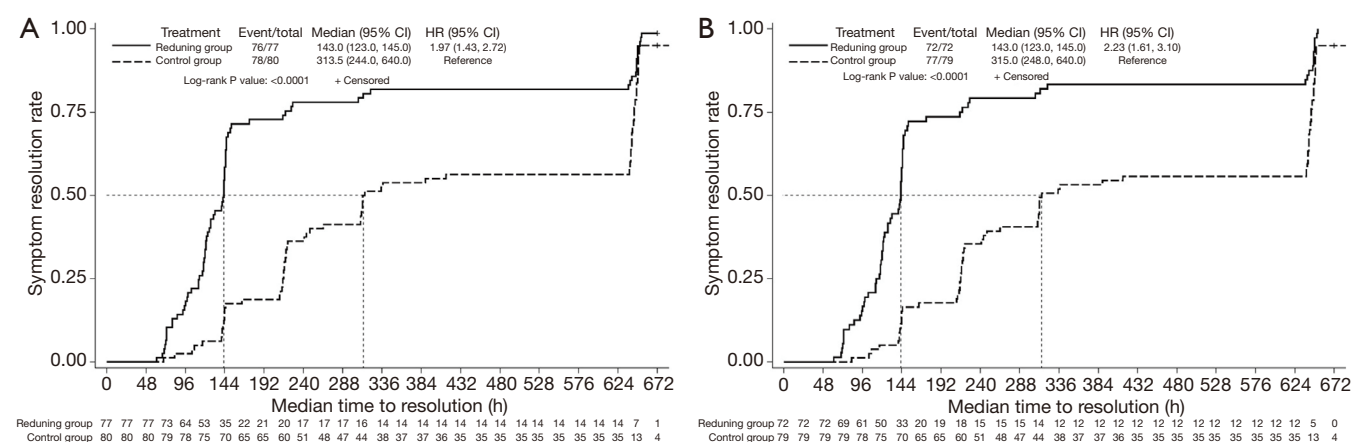 A
Treatment Event/total Median (95% CI) HR (95% CI)
Reduning group 76/77 143.0 (123.0, 145.0) 1.97 (1.43, 2.72)
Control group 78/80 313.5 (244.0, 640.0) Reference
Log-rank P value: <0.0001 + Censored
1.00
0.75
0.50
0.25
0.00
Symptom resolution rate
0 48 96 144 192 240 288 336 384 432 480 528 576 624 672
Median time to resolution (h)
Reduning group 77 77 77 73 64 53 35 22 21 20 17 17 17 16 14 14 14 14 14 14 14 14 14 14 14 14 14 7 1
Control group 80 80 80 79 78 75 70 65 65 60 51 48 47 44 38 37 37 36 35 35 35 35 35 35 35 35 35 13 4
B
Treatment Event/total Median (95% CI) HR (95% CI)
Reduning group 72/72 143.0 (123.0, 145.0) 2.23 (1.61, 3.10)
Control group 77/79 315.0 (248.0, 640.0) Reference
Log-rank P value: <0.0001 + Censored
1.00
0.75
0.50
0.25
0.00
Symptom resolution rate
0 48 96 144 192 240 288 336 384 432 480 528 576 624 672
Median time to resolution (h)
Reduning group 72 72 72 69 61 50 33 20 19 18 15 15 15 14 12 12 12 12 12 12 12 12 12 12 12 12 12 5 0
Control group 79 79 79 79 78 75 70 65 65 60 51 48 47 44 38 37 37 36 35 35 35 35 35 35 35 35 35 13 4